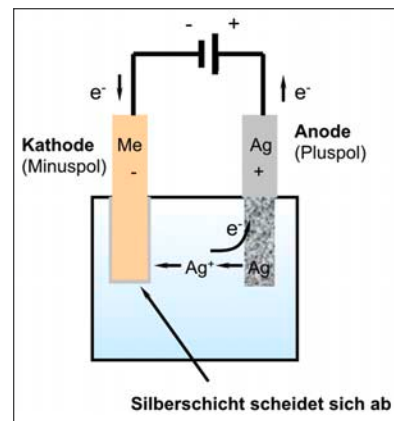 - +
e⁻ e⁻
Kathode
(Minuspol)
Me
-
Ag
+
Anode
(Pluspol)
e⁻
Ag⁺
Ag
Silberschicht scheidet sich ab